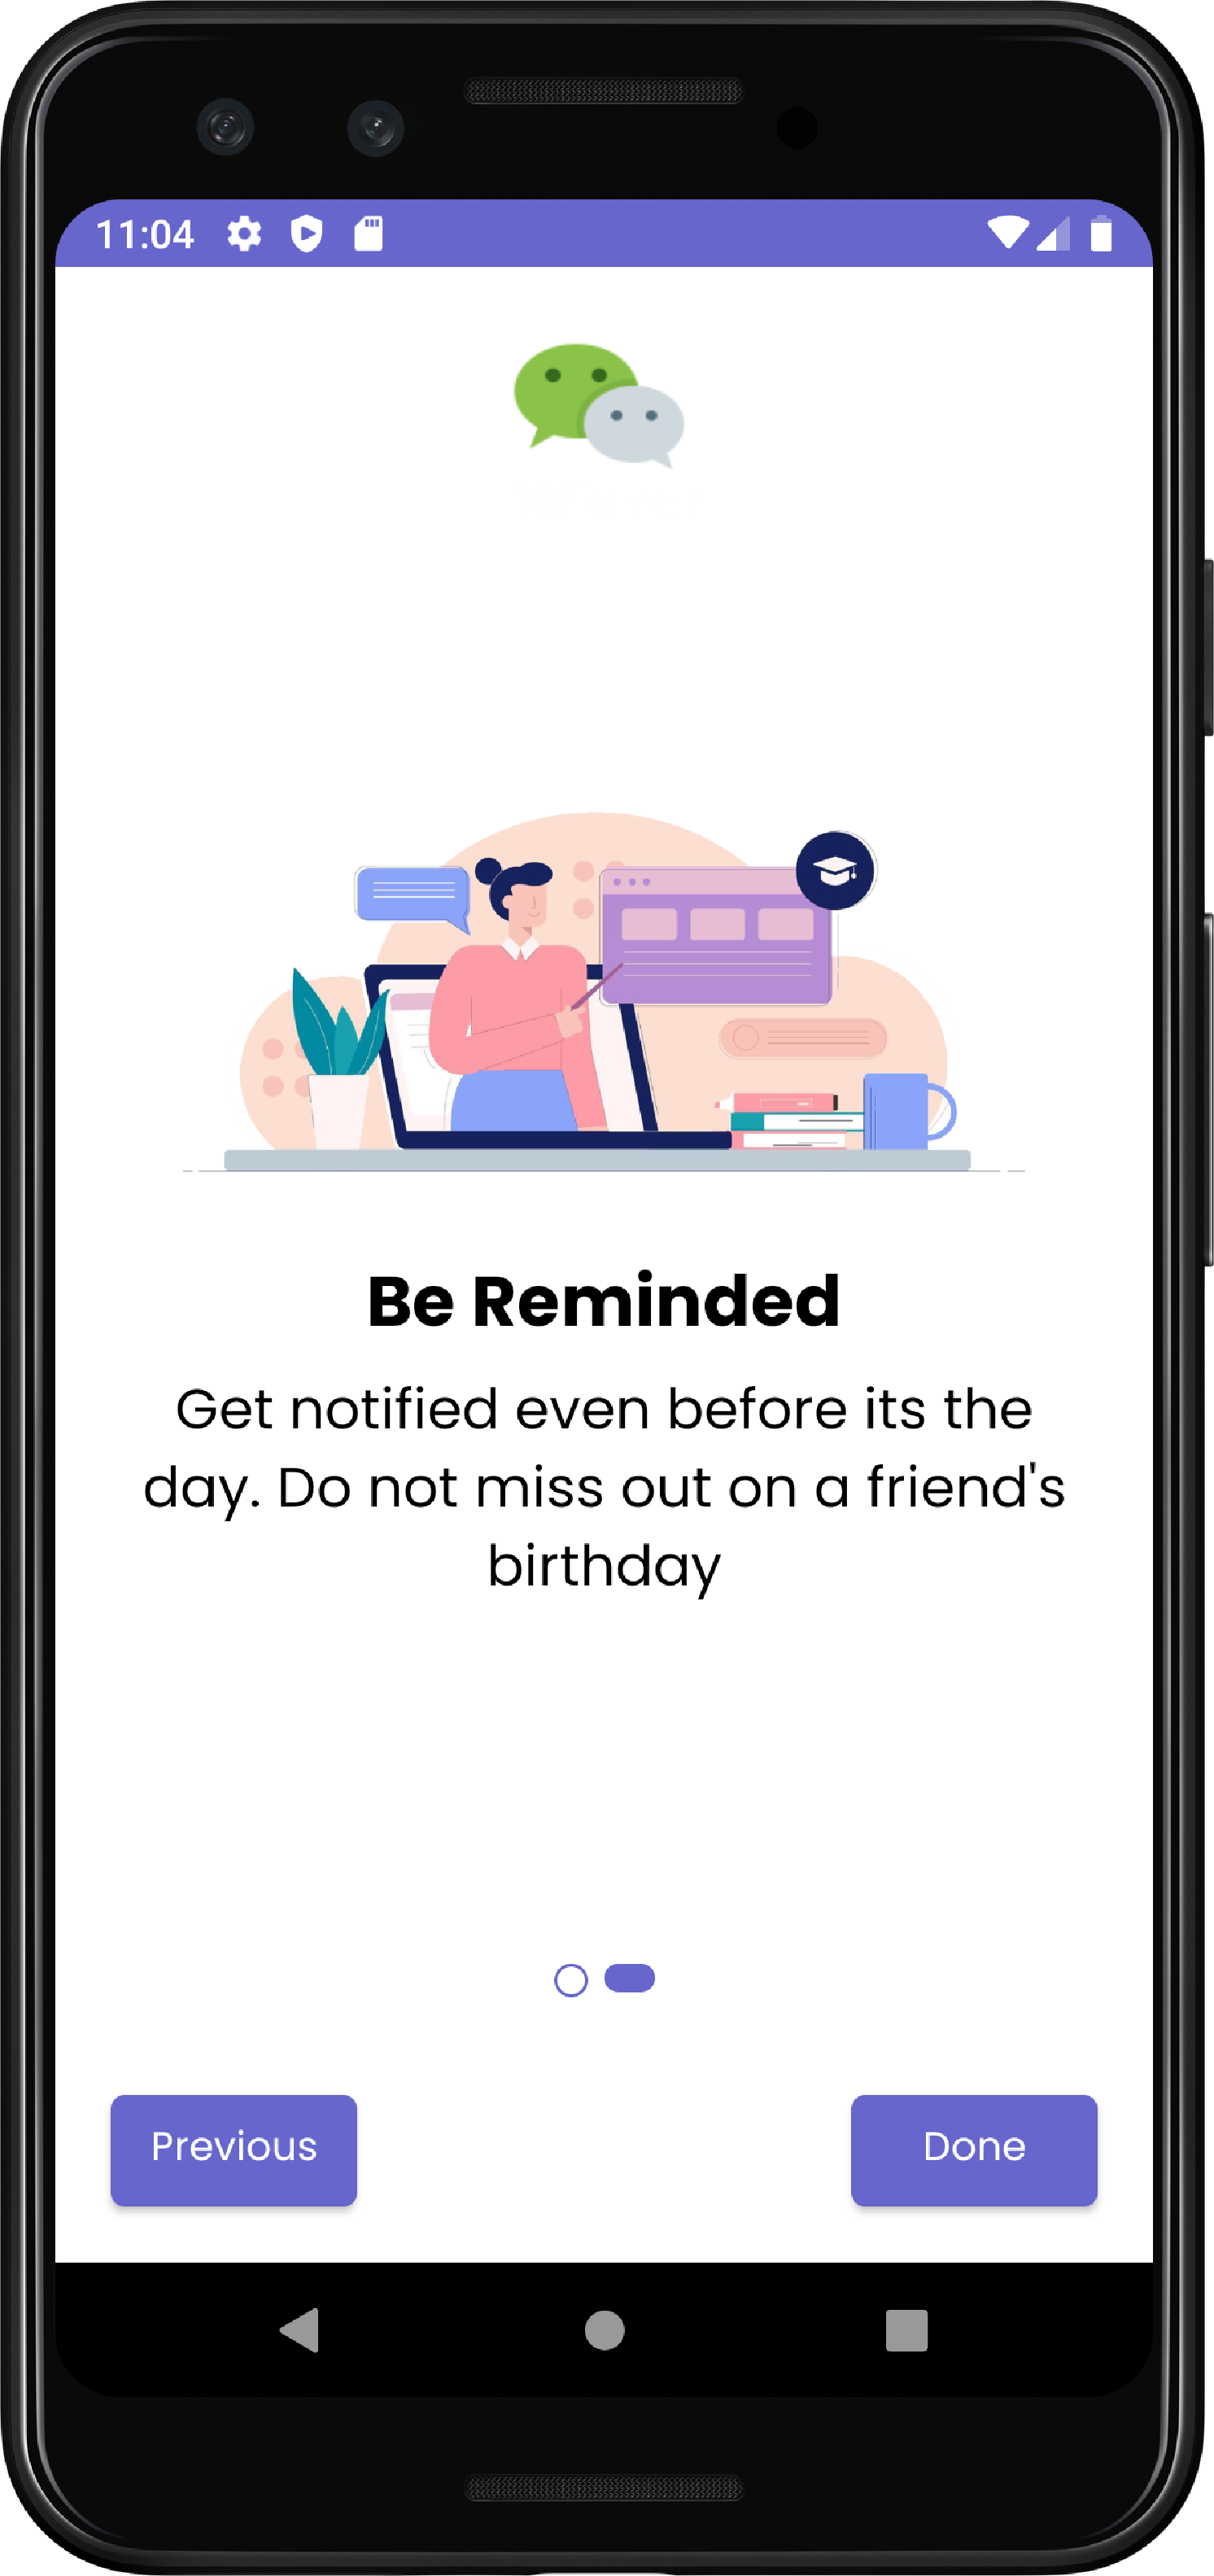 11:04
Be Reminded
Get notified even before its the
day. Do not miss out on a friend's
birthday
Previous
Done